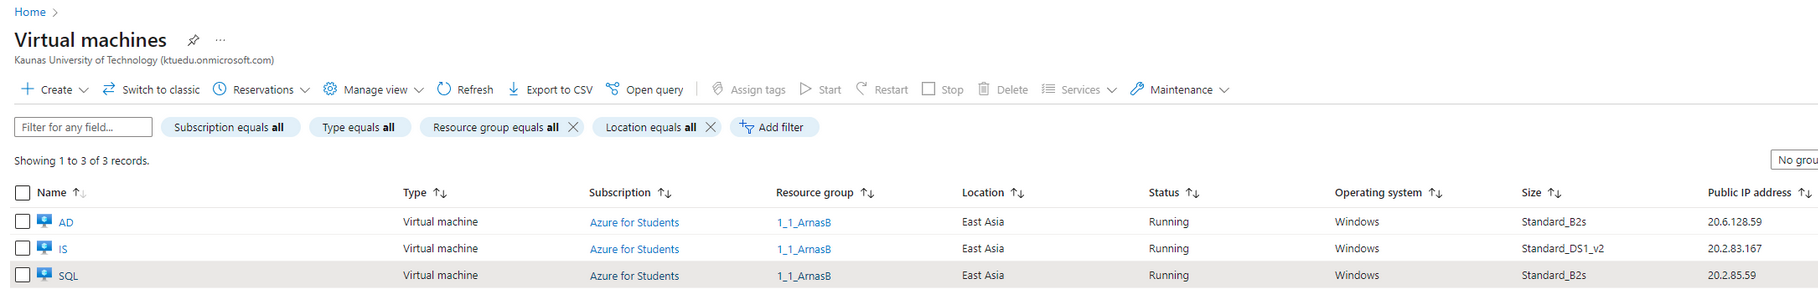 Home >
Virtual machines ...
Kaunas University of Technology (ktuedu.onmicrosoft.com)
Create Switch to classic Reservations Manage view Refresh Export to CSV Open query Assign tags Start Restart Stop Delete Services Maintenance
Filter for any field... Subscription equals all Type equals all Resource group equals all Location equals all Add filter
Showing 1 to 3 of 3 records. No grou
Name Type Subscription Resource group Location Status Operating system Size Public IP address
AD Virtual machine Azure for Students 1_1_ArnasB East Asia Running Windows Standard_B2s 20.6.128.59
IS Virtual machine Azure for Students 1_1_ArnasB East Asia Running Windows Standard_DS1_v2 20.2.83.167
SQL Virtual machine Azure for Students 1_1_ArnasB East Asia Running Windows Standard_B2s 20.2.85.59